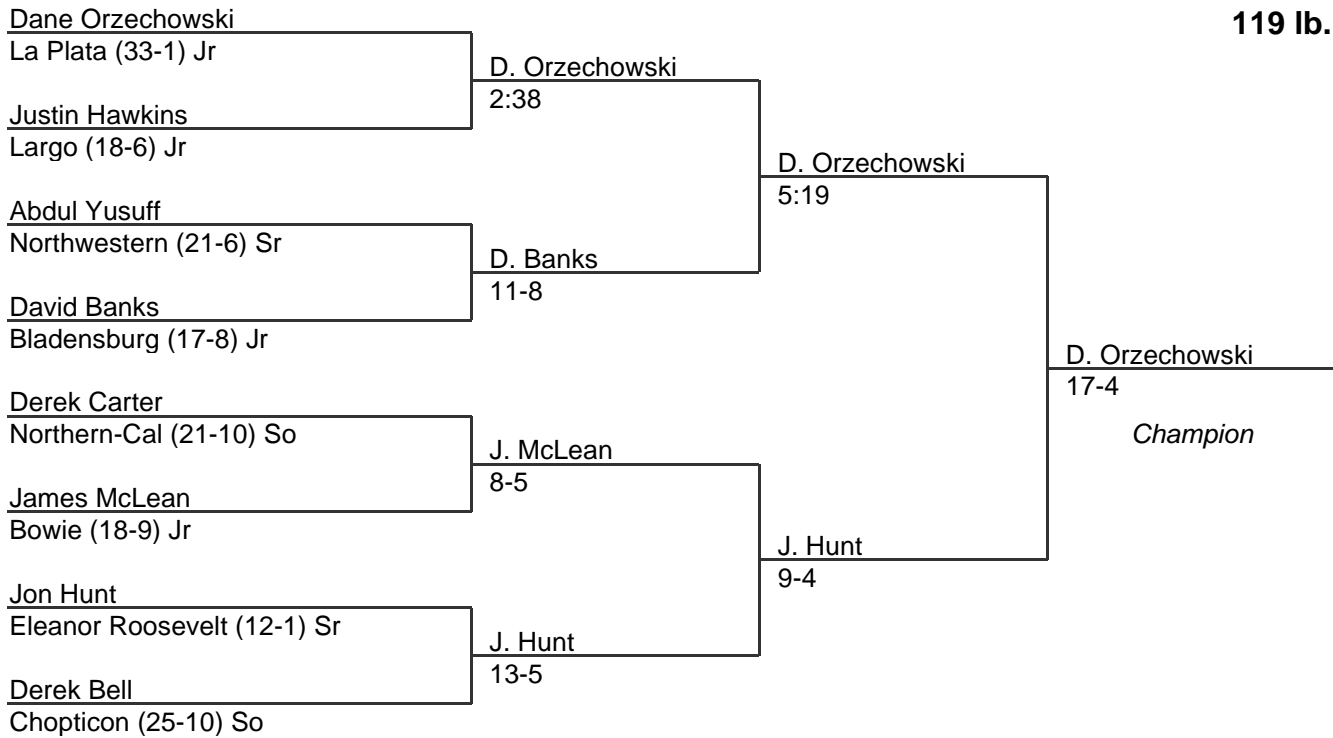 119 lb.
Dane Orzechowski
La Plata (33-1) Jr
Justin Hawkins
Largo (18-6) Jr
Abdul Yusuff
Northwestern (21-6) Sr
David Banks
Bladensburg (17-8) Jr
Derek Carter
Northern-Cal (21-10) So
James McLean
Bowie (18-9) Jr
Jon Hunt
Eleanor Roosevelt (12-1) Sr
Derek Bell
Chopticon (25-10) So
D. Orzechowski
2:38
D. Banks
11-8
J. McLean
8-5
J. Hunt
13-5
D. Orzechowski
5:19
J. Hunt
9-4
D. Orzechowski
17-4
Champion